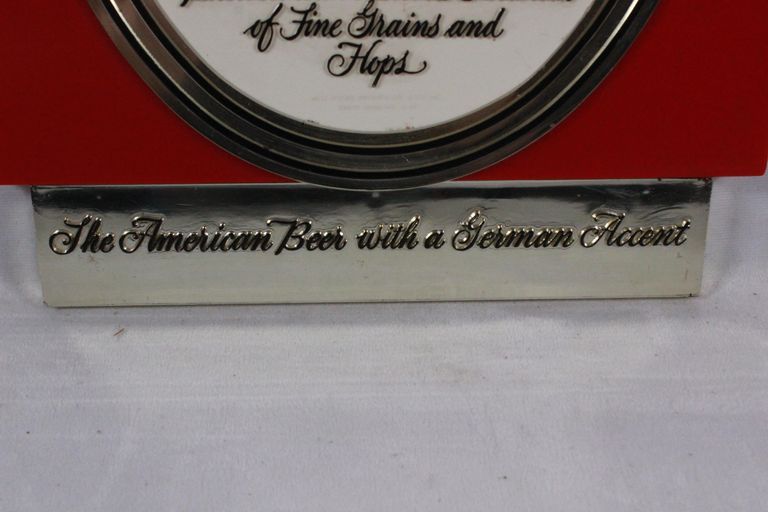 of Fine Grains and
Hops
The American Beer with a German Accent